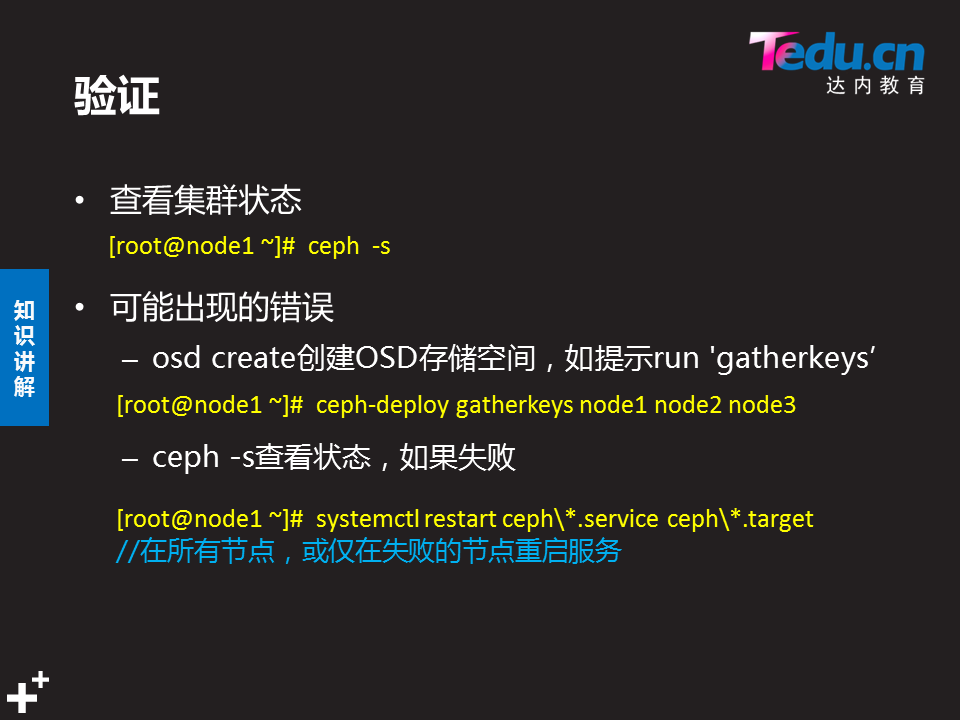 Tedu.cn
达内教育
验证
• 查看集群状态
[root@node1 ~]# ceph -s
知识讲解
• 可能出现的错误
– osd create创建OSD存储空间，如提示run 'gatherkeys’
[root@node1 ~]# ceph-deploy gatherkeys node1 node2 node3
– ceph -s查看状态，如果失败
[root@node1 ~]# systemctl restart ceph\*.service ceph\*.target
//在所有节点，或仅在失败的节点重启服务